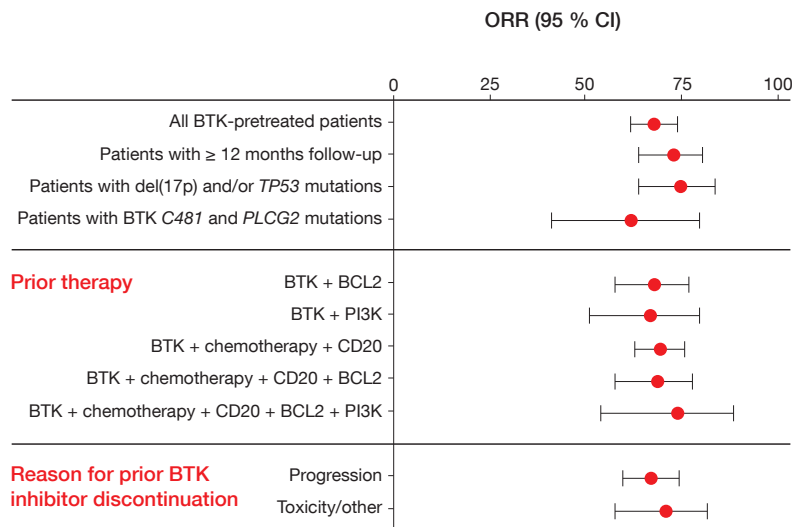 ORR (95 % CI)
0 25 50 75 100
All BTK-pretreated patients
Patients with ≥ 12 months follow-up
Patients with del(17p) and/or TP53 mutations
Patients with BTK C481 and PLCG2 mutations
Prior therapy
BTK + BCL2
BTK + PI3K
BTK + chemotherapy + CD20
BTK + chemotherapy + CD20 + BCL2
BTK + chemotherapy + CD20 + BCL2 + PI3K
Reason for prior BTK
inhibitor discontinuation
Progression
Toxicity/other